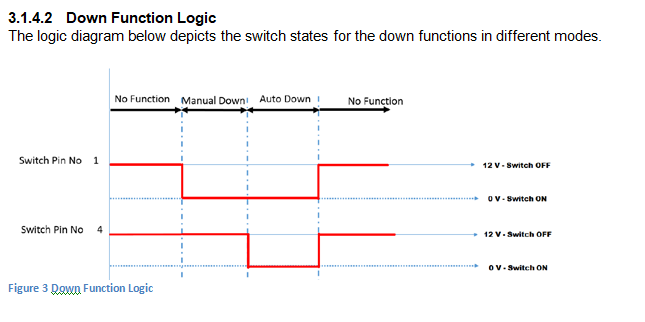 3.1.4.2 Down Function Logic
The logic diagram below depicts the switch states for the down functions in different modes.
No Function Manual Down Auto Down No Function
Switch Pin No 1
12 V - Switch OFF
0 V - Switch ON
Switch Pin No 4
12 V - Switch OFF
0 V - Switch ON
Figure 3 Down Function Logic